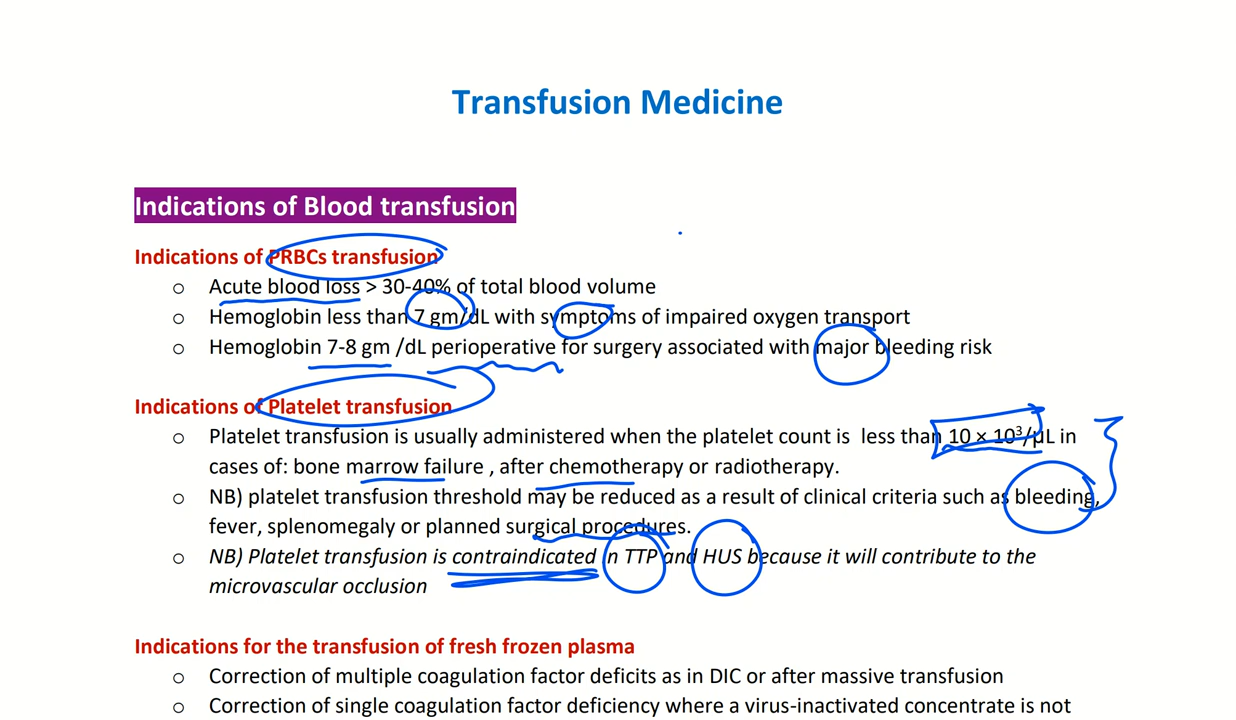 Transfusion Medicine
Indications of Blood transfusion
Indications of PRBCs transfusion
o Acute blood loss > 30-40% of total blood volume
o Hemoglobin less than 7 gm/dL with symptoms of impaired oxygen transport
o Hemoglobin 7-8 gm /dL perioperative for surgery associated with major bleeding risk
Indications of Platelet transfusion
o Platelet transfusion is usually administered when the platelet count is less than 10 × 10³/µL in
cases of: bone marrow failure , after chemotherapy or radiotherapy.
o NB) platelet transfusion threshold may be reduced as a result of clinical criteria such as bleeding,
fever, splenomegaly or planned surgical procedures.
o NB) Platelet transfusion is contraindicated in TTP and HUS because it will contribute to the
microvascular occlusion
Indications for the transfusion of fresh frozen plasma
o Correction of multiple coagulation factor deficits as in DIC or after massive transfusion
o Correction of single coagulation factor deficiency where a virus-inactivated concentrate is not